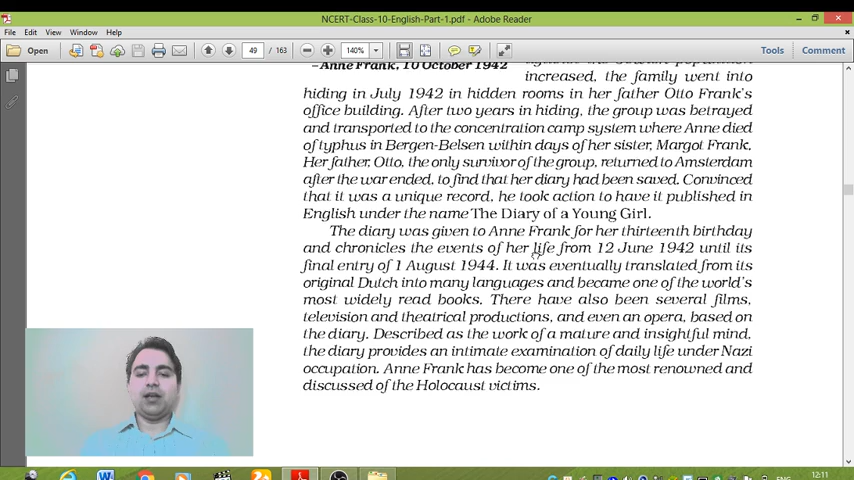 NCERT-Class-10-English-Part-1.pdf - Adobe Reader
File Edit View Window Help
Open 49 / 163 140% Tools Comment
– Anne Frank, 10 October 1942
increased, the family went into
hiding in July 1942 in hidden rooms in her father Otto Frank's
office building. After two years in hiding, the group was betrayed
and transported to the concentration camp system where Anne died
of typhus in Bergen-Belsen within days of her sister, Margot Frank.
Her father, Otto, the only survivor of the group, returned to Amsterdam
after the war ended, to find that her diary had been saved. Convinced
that it was a unique record, he took action to have it published in
English under the name The Diary of a Young Girl.
The diary was given to Anne Frank for her thirteenth birthday
and chronicles the events of her life from 12 June 1942 until its
final entry of 1 August 1944. It was eventually translated from its
original Dutch into many languages and became one of the world's
most widely read books. There have also been several films,
television and theatrical productions, and even an opera, based on
the diary. Described as the work of a mature and insightful mind,
the diary provides an intimate examination of daily life under Nazi
occupation. Anne Frank has become one of the most renowned and
discussed of the Holocaust victims.
ENG 12:11